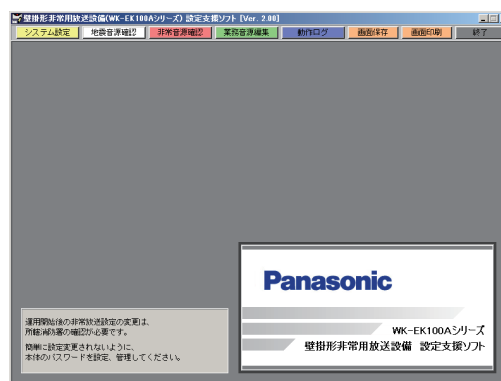 壁掛形非常用放送設備(WK-EK100Aシリーズ) 設定支援ソフト [Ver. 2.00]
システム設定 地震音源確認 非常音源確認 業務音源編集 動作ログ 画面保存 画面印刷 終了
Panasonic
WK-EK100Aシリーズ
壁掛形非常用放送設備 設定支援ソフト
運用開始後の非常放送設定の変更は、
所轄消防署の確認が必要です。
簡単に設定変更されないように、
本体のパスワードを設定、管理してください。